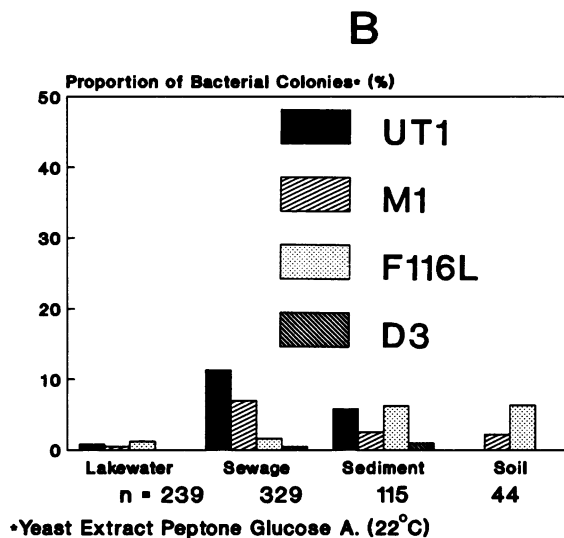 B
Proportion of Bacterial Colonies* (%)
50
40
30
20
10
0
UT1
M1
F116L
D3
Lakewater Sewage Sediment Soil
n = 239 329 115 44
*Yeast Extract Peptone Glucose A. (22°C)